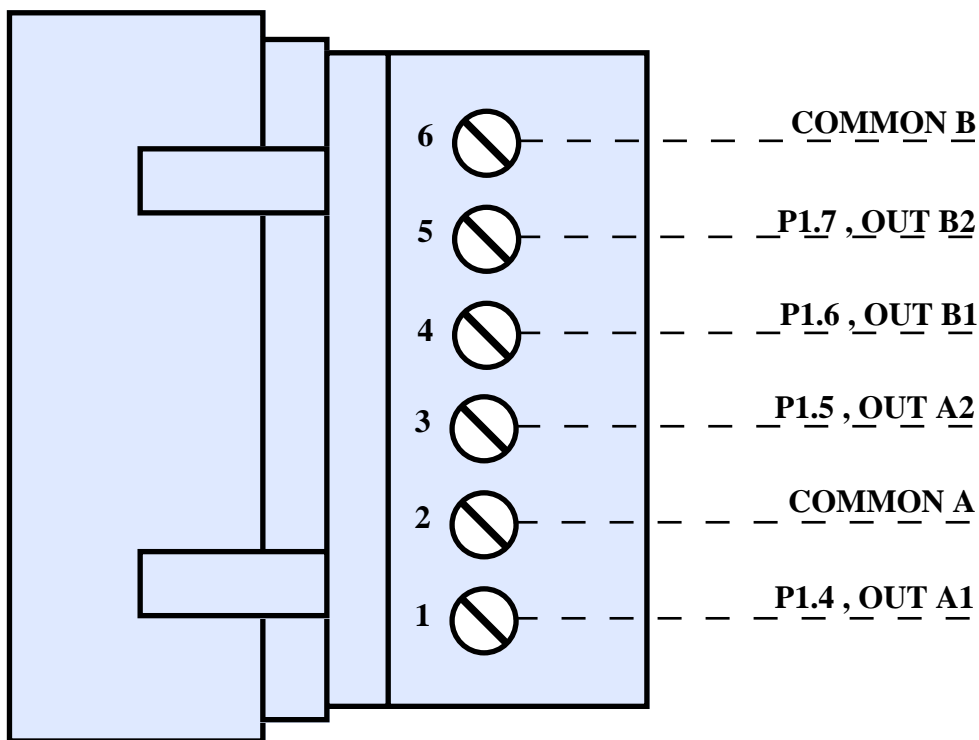 6 COMMON B
5 P1.7 , OUT B2
4 P1.6 , OUT B1
3 P1.5 , OUT A2
2 COMMON A
1 P1.4 , OUT A1